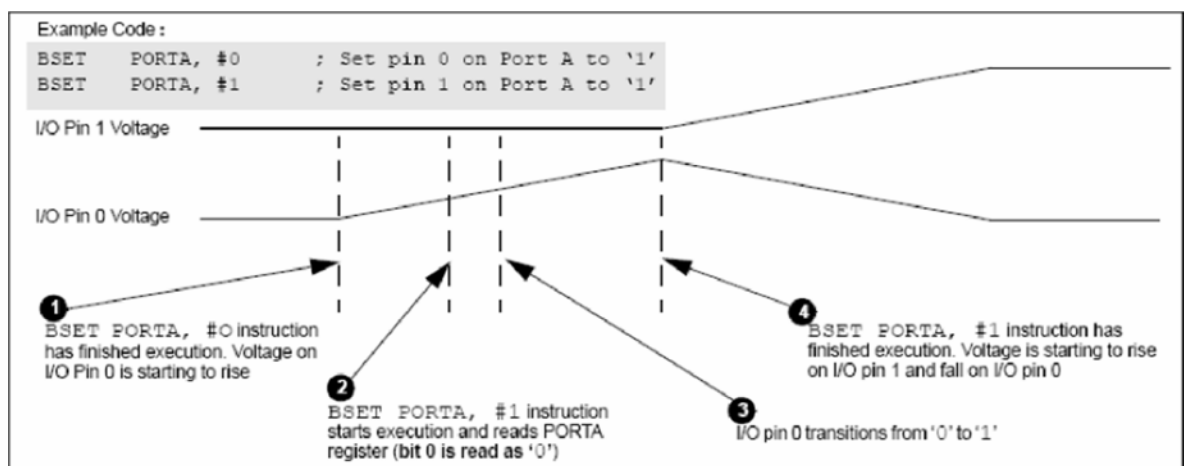 Example Code :
BSET PORTA, #0 ; Set pin 0 on Port A to ‘1’
BSET PORTA, #1 ; Set pin 1 on Port A to ‘1’
I/O Pin 1 Voltage
I/O Pin 0 Voltage
1
BSET PORTA, #0 instruction
has finished execution. Voltage on
I/O Pin 0 is starting to rise
2
BSET PORTA, #1 instruction
starts execution and reads PORTA
register (bit 0 is read as ‘0’)
3
I/O pin 0 transitions from ‘0’ to ‘1’
4
BSET PORTA, #1 instruction has
finished execution. Voltage is starting to rise
on I/O pin 1 and fall on I/O pin 0